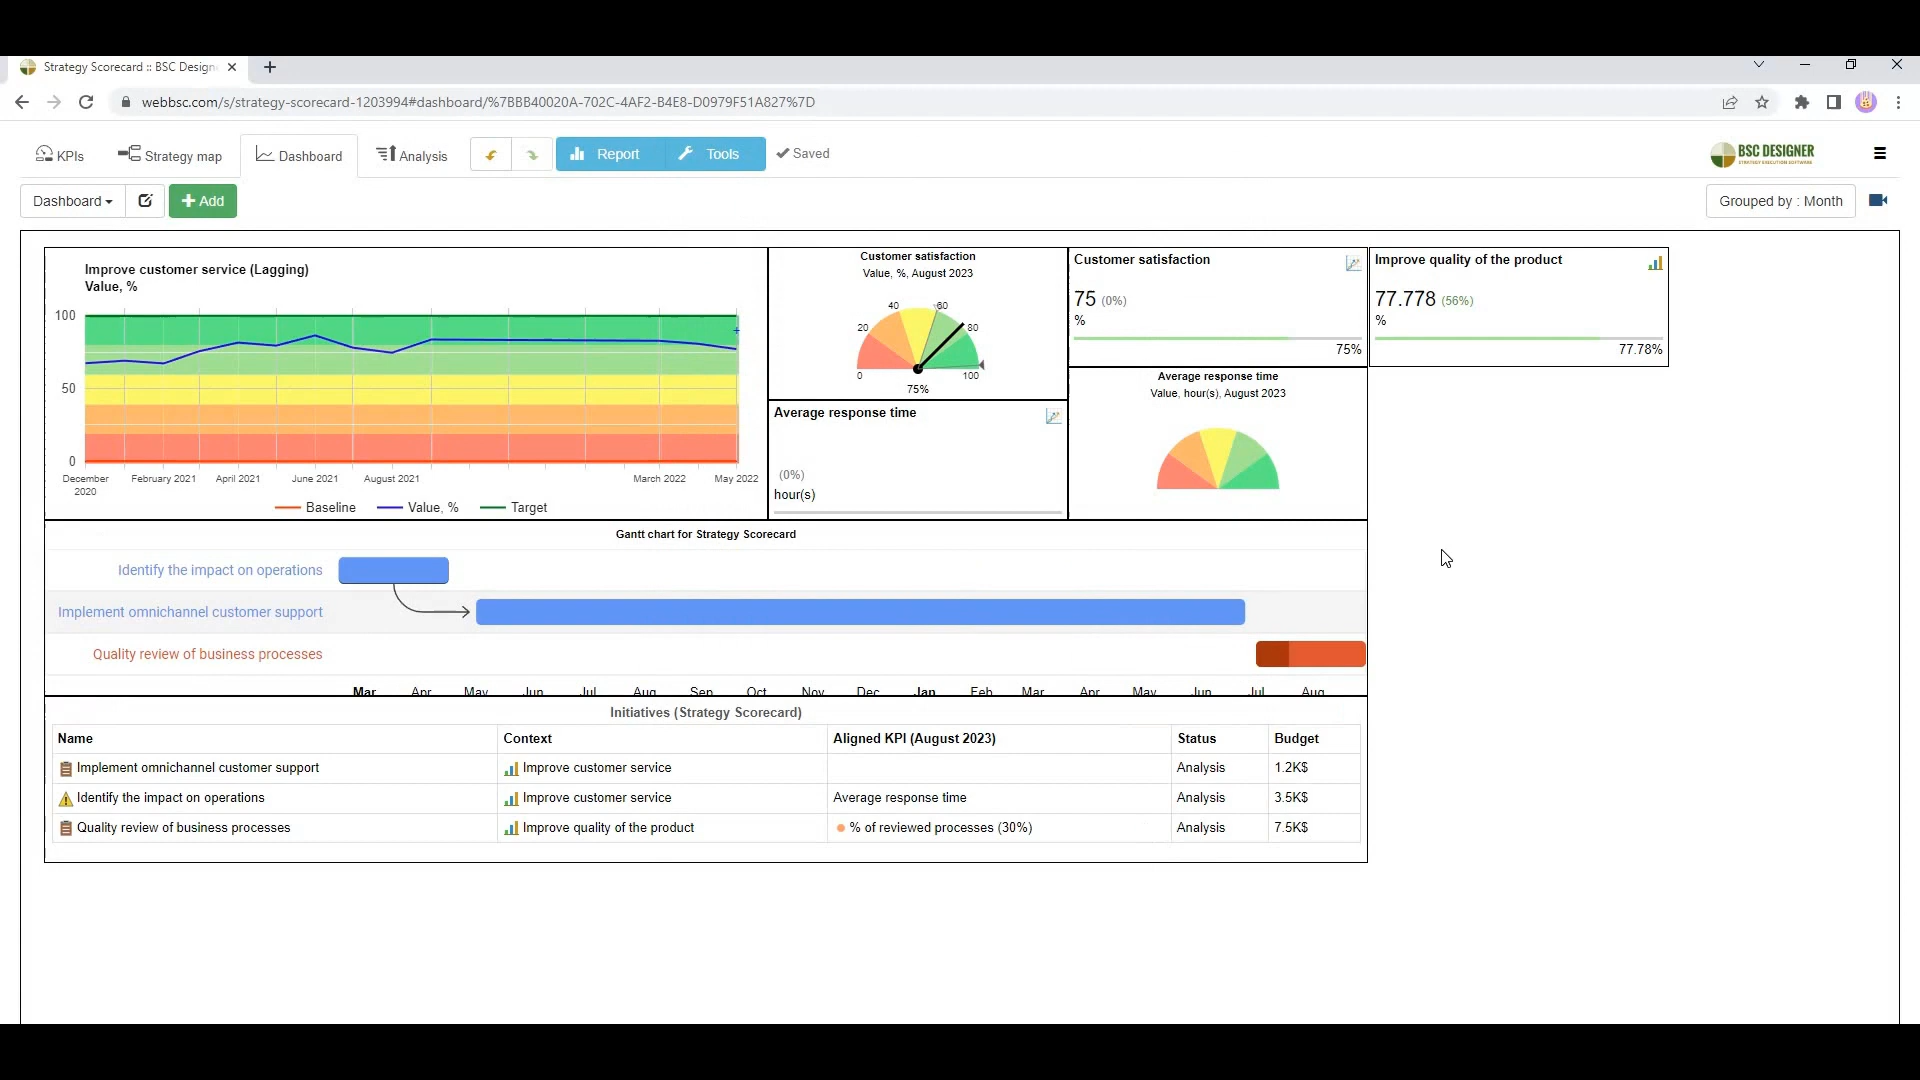 Strategy Scorecard :: BSC Design
webbsc.com/s/strategy-scorecard-1203994#dashboard/%7BBB40020A-702C-4AF2-B4E8-D0979F51A827%7D
KPIs
Strategy map
Dashboard
Analysis
Report
Tools
Saved
BSC DESIGNER
STRATEGY EXECUTION SOFTWARE
Dashboard
Add
Grouped by : Month
Improve customer service (Lagging)
Value, %
100
50
0
December 2020
February 2021
April 2021
June 2021
August 2021
March 2022
May 2022
Baseline
Value, %
Target
Customer satisfaction
Value, %, August 2023
0
20
40
60
80
100
75%
Average response time
(0%)
hour(s)
Customer satisfaction
75 (0%)
%
75%
Average response time
Value, hour(s), August 2023
Improve quality of the product
77.778 (56%)
%
77.78%
Gantt chart for Strategy Scorecard
Identify the impact on operations
Implement omnichannel customer support
Quality review of business processes
Mar Apr May Jun Jul Aug Sep Oct Nov Dec Jan Feb Mar Apr May Jun Jul Aug
Initiatives (Strategy Scorecard)
Name Context Aligned KPI (August 2023) Status Budget
Implement omnichannel customer support Improve customer service Analysis 1.2K$
Identify the impact on operations Improve customer service Average response time Analysis 3.5K$
Quality review of business processes Improve quality of the product % of reviewed processes (30%) Analysis 7.5K$